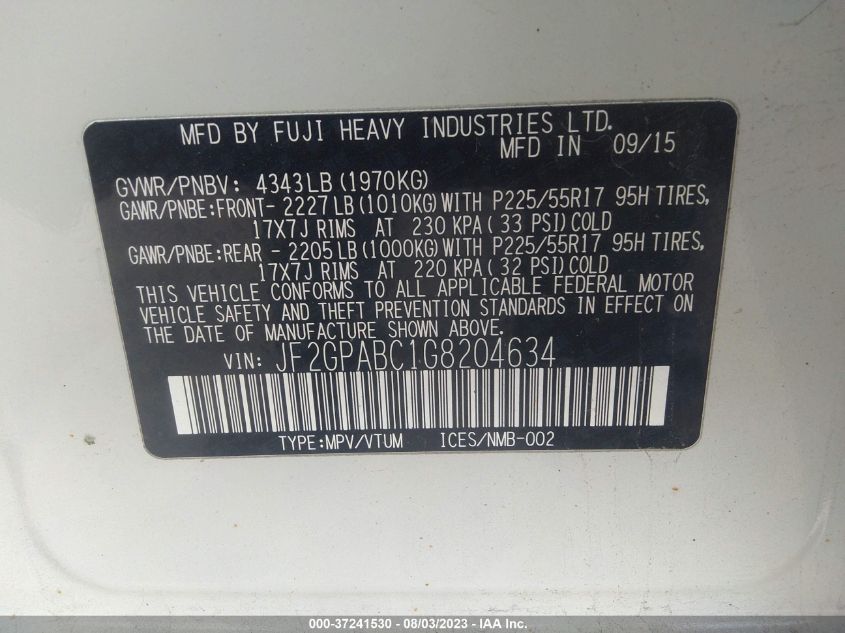 MFD BY FUJI HEAVY INDUSTRIES LTD.
MFD IN 09/15
GVWR/PNBV: 4343LB (1970KG)
GAWR/PNBE:FRONT- 2227 LB (1010KG) WITH P225/55R17 95H TIRES,
17X7J RIMS AT 230 KPA ( 33 PSI) COLD
GAWR/PNBE:REAR - 2205 LB (1000KG) WITH P225/55R17 95H TIRES,
17X7J RIMS AT 220 KPA ( 32 PSI) COLD
THIS VEHICLE CONFORMS TO ALL APPLICABLE FEDERAL MOTOR
VEHICLE SAFETY AND THEFT PREVENTION STANDARDS IN EFFECT ON
THE DATE OF MANUFACTURE SHOWN ABOVE.
VIN: JF2GPABC1G8204634
TYPE:MPV/VTUM ICES/NMB-002
000-37241530 - 08/03/2023 - IAA Inc.